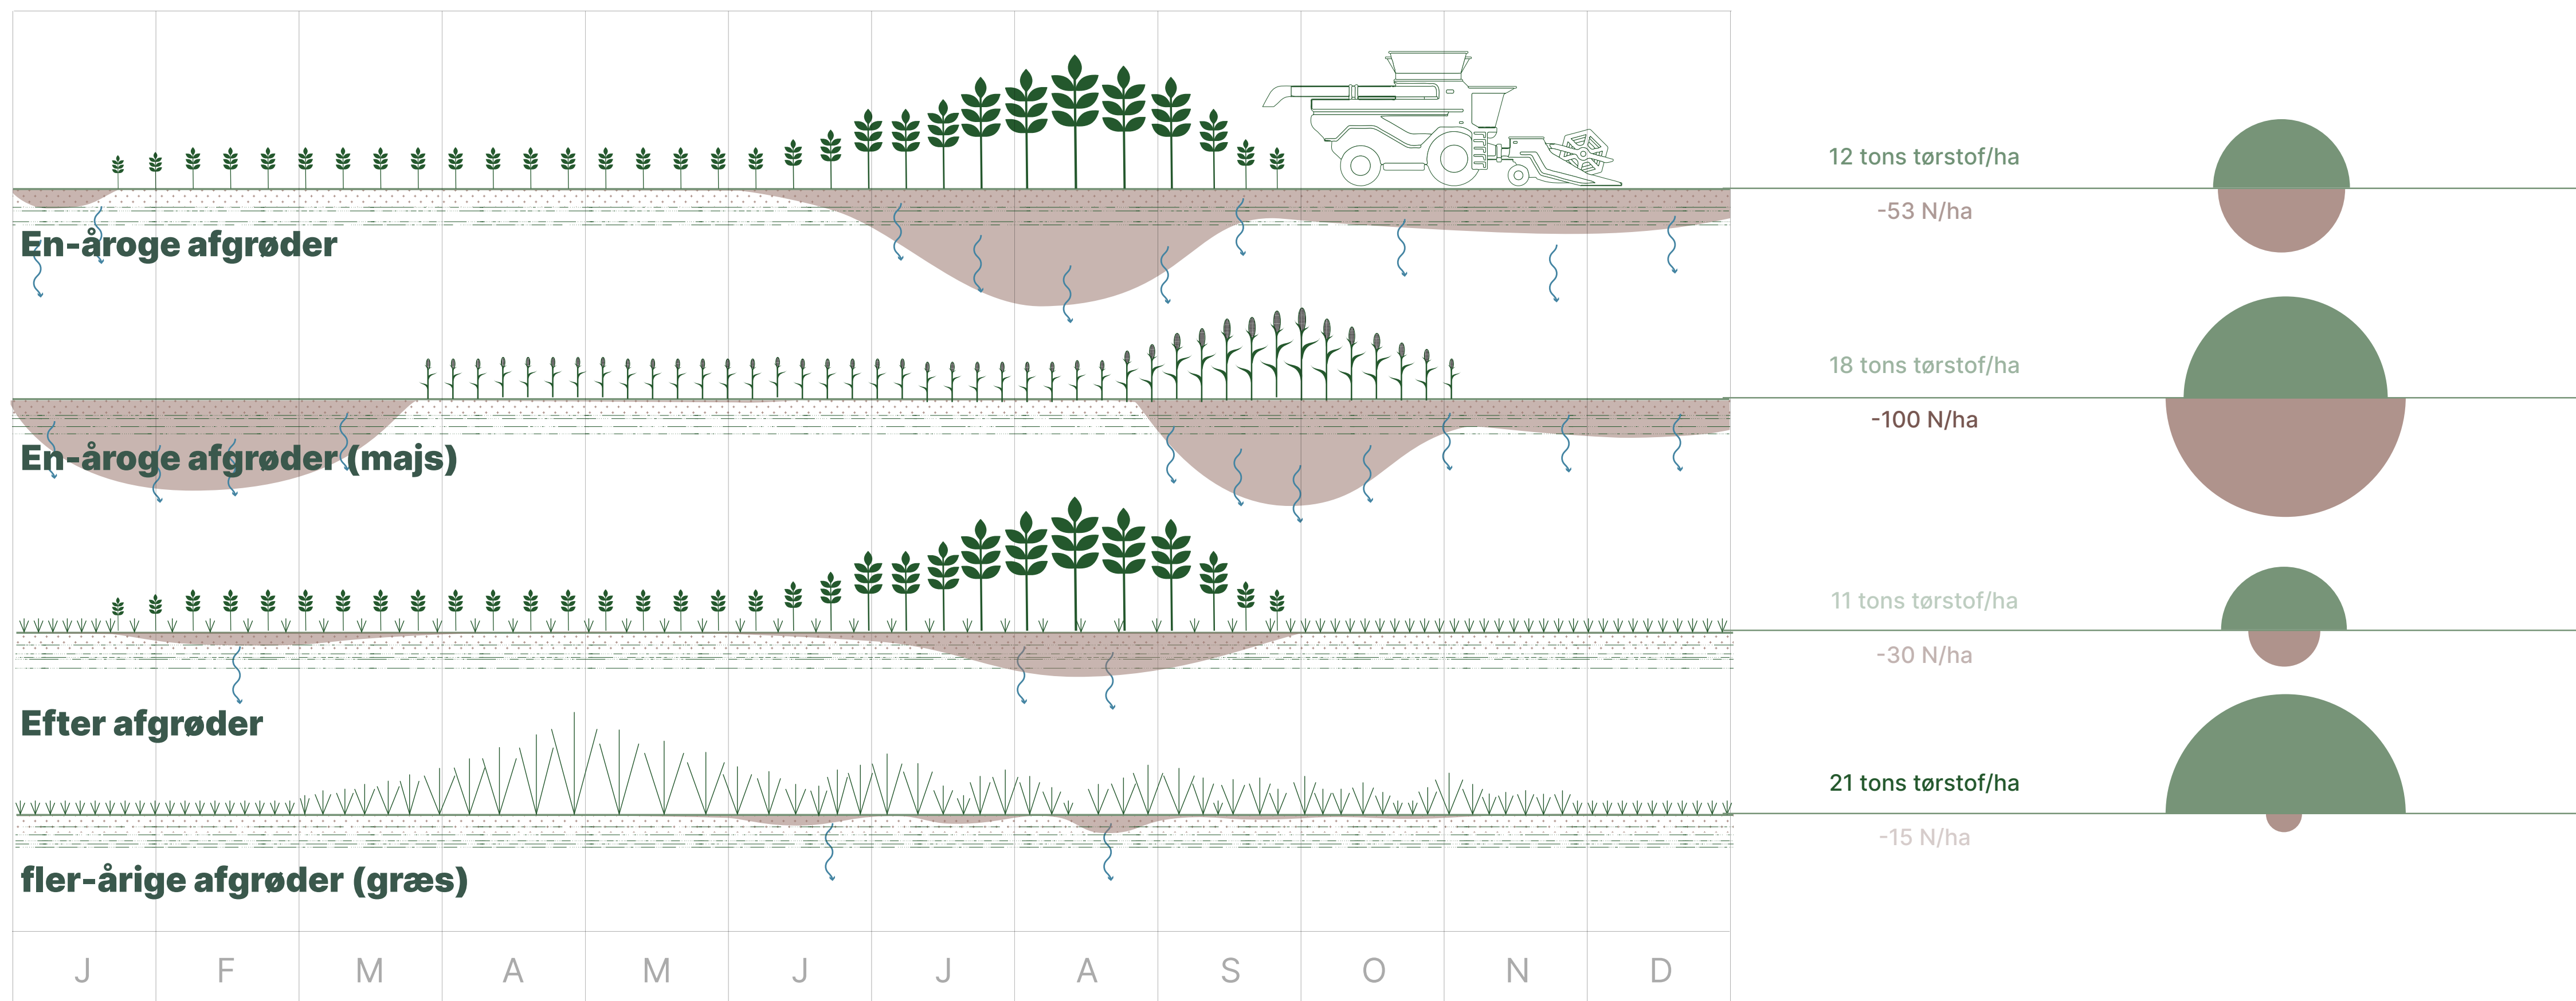 12 tons tørstof/ha
-53 N/ha
En-åroge afgrøder
18 tons tørstof/ha
-100 N/ha
En-åroge afgrøder (majs)
11 tons tørstof/ha
-30 N/ha
Efter afgrøder
21 tons tørstof/ha
-15 N/ha
fler-årige afgrøder (græs)
J F M A M J J A S O N D